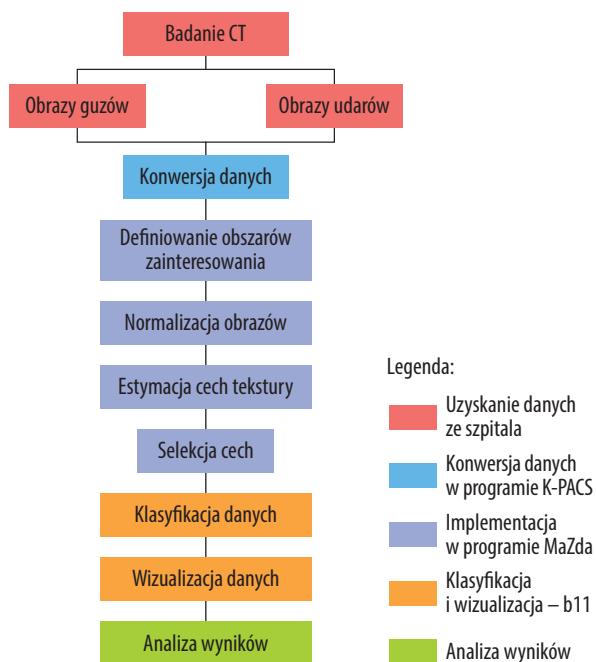 Badanie CT
Obrazy guzów
Obrazy udarów
Konwersja danych
Definiowanie obszarów
zainteresowania
Normalizacja obrazów
Estymacja cech tekstury
Selekcja cech
Klasyfikacja danych
Wizualizacja danych
Analiza wyników
Legenda:
Uzyskanie danych
ze szpitala
Konwersja danych
w programie K-PACS
Implementacja
w programie MaZda
Klasyfikacja
i wizualizacja – b11
Analiza wyników